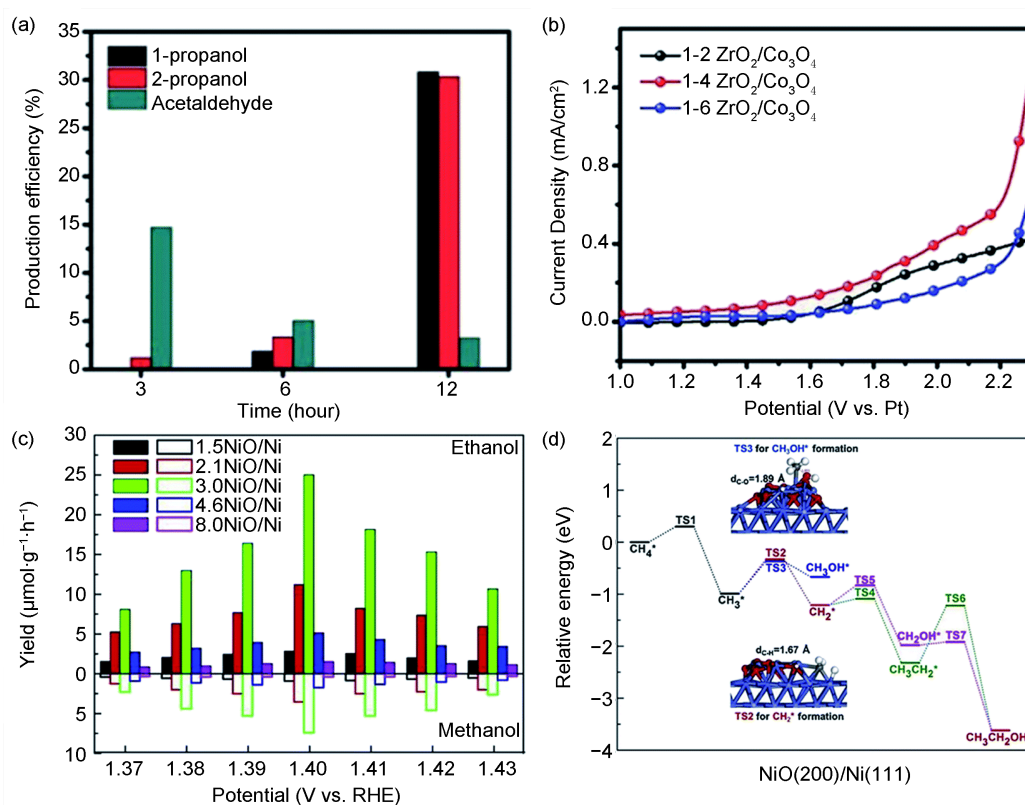 (a)
35
30
25
20
15
10
5
0
Production efficiency (%)
1-propanol
2-propanol
Acetaldehyde
3 6 12
Time (hour)
(b)
1.2
0.8
0.4
0.0
Current Density (mA/cm²)
1-2 ZrO₂/Co₃O₄
1-4 ZrO₂/Co₃O₄
1-6 ZrO₂/Co₃O₄
1.0 1.2 1.4 1.6 1.8 2.0 2.2
Potential (V vs. Pt)
(c)
30
25
20
15
10
5
0
5
10
Yield (μmol·g⁻¹·h⁻¹)
1.5NiO/Ni
2.1NiO/Ni
3.0NiO/Ni
4.6NiO/Ni
8.0NiO/Ni
Ethanol
Methanol
1.37 1.38 1.39 1.40 1.41 1.42 1.43
Potential (V vs. RHE)
(d)
2
1
0
−1
−2
−3
−4
Relative energy (eV)
TS3 for CH₃OH* formation
d_C-O=1.89 Å
CH₄*
TS1
CH₃*
TS2
TS3
CH₃OH*
CH₂*
TS5
TS4
CH₂OH*
CH₃CH₂*
TS6
TS7
CH₃CH₂OH*
d_C-H=1.67 Å
TS2 for CH₂* formation
NiO(200)/Ni(111)